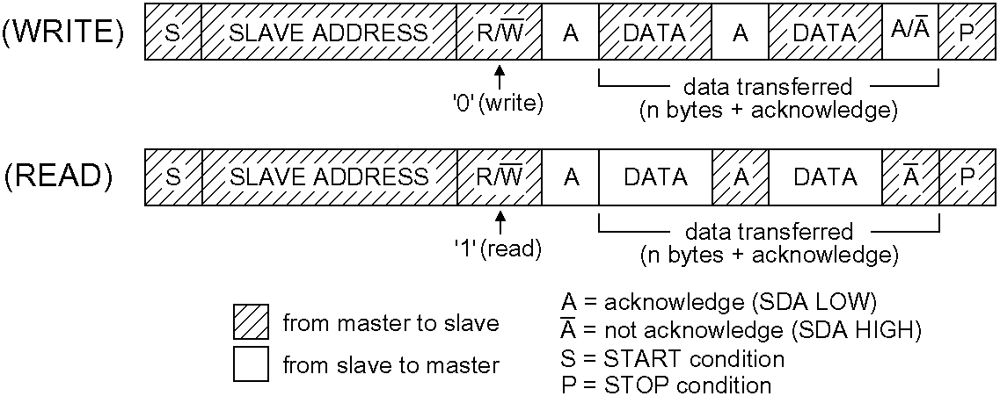 (WRITE) S SLAVE ADDRESS R/W̅ A DATA A DATA A/A̅ P
'0' (write)
data transferred
(n bytes + acknowledge)
(READ) S SLAVE ADDRESS R/W̅ A DATA A DATA A̅ P
'1' (read)
data transferred
(n bytes + acknowledge)
from master to slave
from slave to master
A = acknowledge (SDA LOW)
A̅ = not acknowledge (SDA HIGH)
S = START condition
P = STOP condition